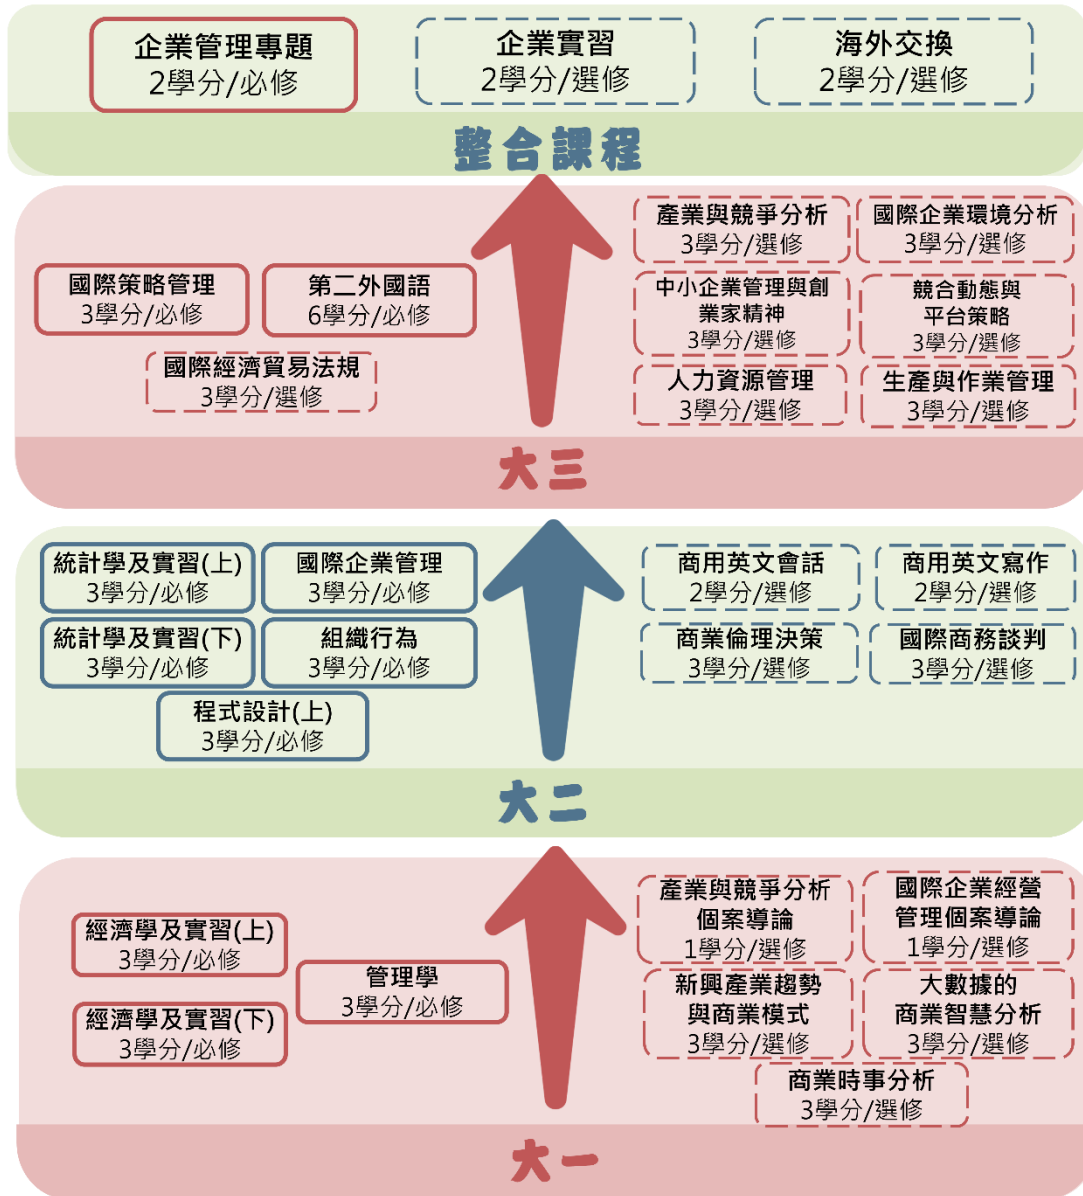 企業管理專題
2學分/必修
企業實習
2學分/選修
海外交換
2學分/選修
整合課程
國際策略管理
3學分/必修
第二外國語
6學分/必修
國際經濟貿易法規
3學分/選修
產業與競爭分析
3學分/選修
國際企業環境分析
3學分/選修
中小企業管理與創
業家精神
3學分/選修
競合動態與
平台策略
3學分/選修
人力資源管理
3學分/選修
生產與作業管理
3學分/選修
大三
統計學及實習(上)
3學分/必修
國際企業管理
3學分/必修
統計學及實習(下)
3學分/必修
組織行為
3學分/必修
程式設計(上)
3學分/必修
商用英文會話
2學分/選修
商用英文寫作
2學分/選修
商業倫理決策
3學分/選修
國際商務談判
3學分/選修
大二
經濟學及實習(上)
3學分/必修
管理學
3學分/必修
經濟學及實習(下)
3學分/必修
產業與競爭分析
個案導論
1學分/選修
國際企業經營
管理個案導論
1學分/選修
新興產業趨勢
與商業模式
3學分/選修
大數據的
商業智慧分析
3學分/選修
商業時事分析
3學分/選修
大一